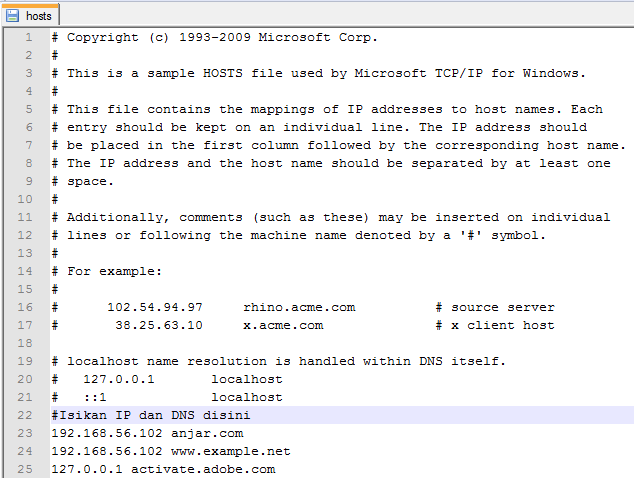 hosts
1 # Copyright (c) 1993-2009 Microsoft Corp.
2 #
3 # This is a sample HOSTS file used by Microsoft TCP/IP for Windows.
4 #
5 # This file contains the mappings of IP addresses to host names. Each
6 # entry should be kept on an individual line. The IP address should
7 # be placed in the first column followed by the corresponding host name.
8 # The IP address and the host name should be separated by at least one
9 # space.
10 #
11 # Additionally, comments (such as these) may be inserted on individual
12 # lines or following the machine name denoted by a '#' symbol.
13 #
14 # For example:
15 #
16 #      102.54.94.97     rhino.acme.com          # source server
17 #       38.25.63.10     x.acme.com              # x client host
18
19 # localhost name resolution is handled within DNS itself.
20 #   127.0.0.1       localhost
21 #   ::1             localhost
22 #Isikan IP dan DNS disini
23 192.168.56.102 anjar.com
24 192.168.56.102 www.example.net
25 127.0.0.1 activate.adobe.com